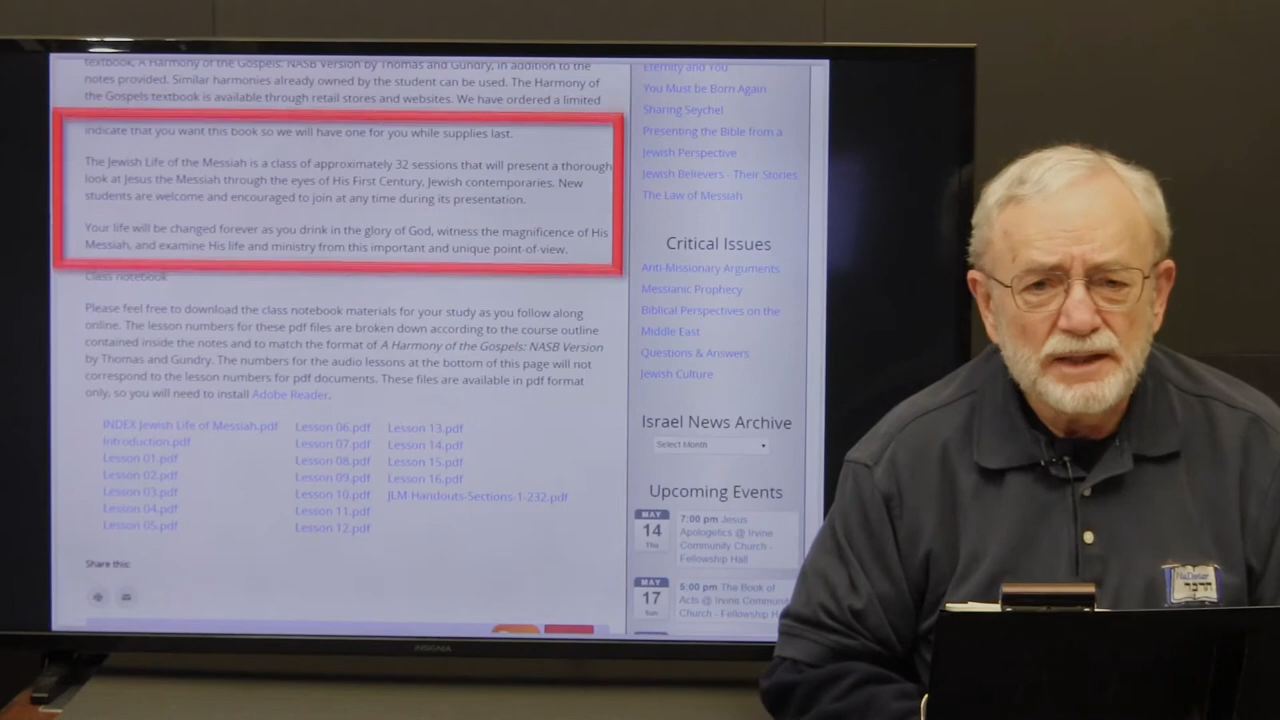 textbook, A Harmony of the Gospels: NASB Version by Thomas and Gundry, in addition to the
notes provided. Similar harmonies already owned by the student can be used. The Harmony of
the Gospels textbook is available through retail stores and websites. We have ordered a limited
indicate that you want this book so we will have one for you while supplies last.
The Jewish Life of the Messiah is a class of approximately 32 sessions that will present a thorough
look at Jesus the Messiah through the eyes of His First Century, Jewish contemporaries. New
students are welcome and encouraged to join at any time during its presentation.
Your life will be changed forever as you drink in the glory of God, witness the magnificence of His
Messiah, and examine His life and ministry from this important and unique point-of-view.
Class notebook
Please feel free to download the class notebook materials for your study as you follow along
online. The lesson numbers for these pdf files are broken down according to the course outline
contained inside the notes and to match the format of A Harmony of the Gospels: NASB Version
by Thomas and Gundry. The numbers for the audio lessons at the bottom of this page will not
correspond to the lesson numbers for pdf documents. These files are available in pdf format
only, so you will need to install Adobe Reader.
INDEX Jewish Life of Messiah.pdf
Introduction.pdf
Lesson 01.pdf
Lesson 02.pdf
Lesson 03.pdf
Lesson 04.pdf
Lesson 05.pdf
Lesson 06.pdf
Lesson 07.pdf
Lesson 08.pdf
Lesson 09.pdf
Lesson 10.pdf
Lesson 11.pdf
Lesson 12.pdf
Lesson 13.pdf
Lesson 14.pdf
Lesson 15.pdf
Lesson 16.pdf
JLM-Handouts-Sections-1-232.pdf
Share this:
Eternity and You
You Must be Born Again
Sharing Seychel
Presenting the Bible from a
Jewish Perspective
Jewish Believers - Their Stories
The Law of Messiah
Critical Issues
Anti-Missionary Arguments
Messianic Prophecy
Biblical Perspectives on the
Middle East
Questions & Answers
Jewish Culture
Israel News Archive
Select Month
Upcoming Events
MAY
14
Thu
7:00 pm Jesus
Apologetics @ Irvine
Community Church -
Fellowship Hall
MAY
17
Sun
5:00 pm The Book of
Acts @ Irvine Community
Church - Fellowship
INSIGNIA
HaDavar
הדבר